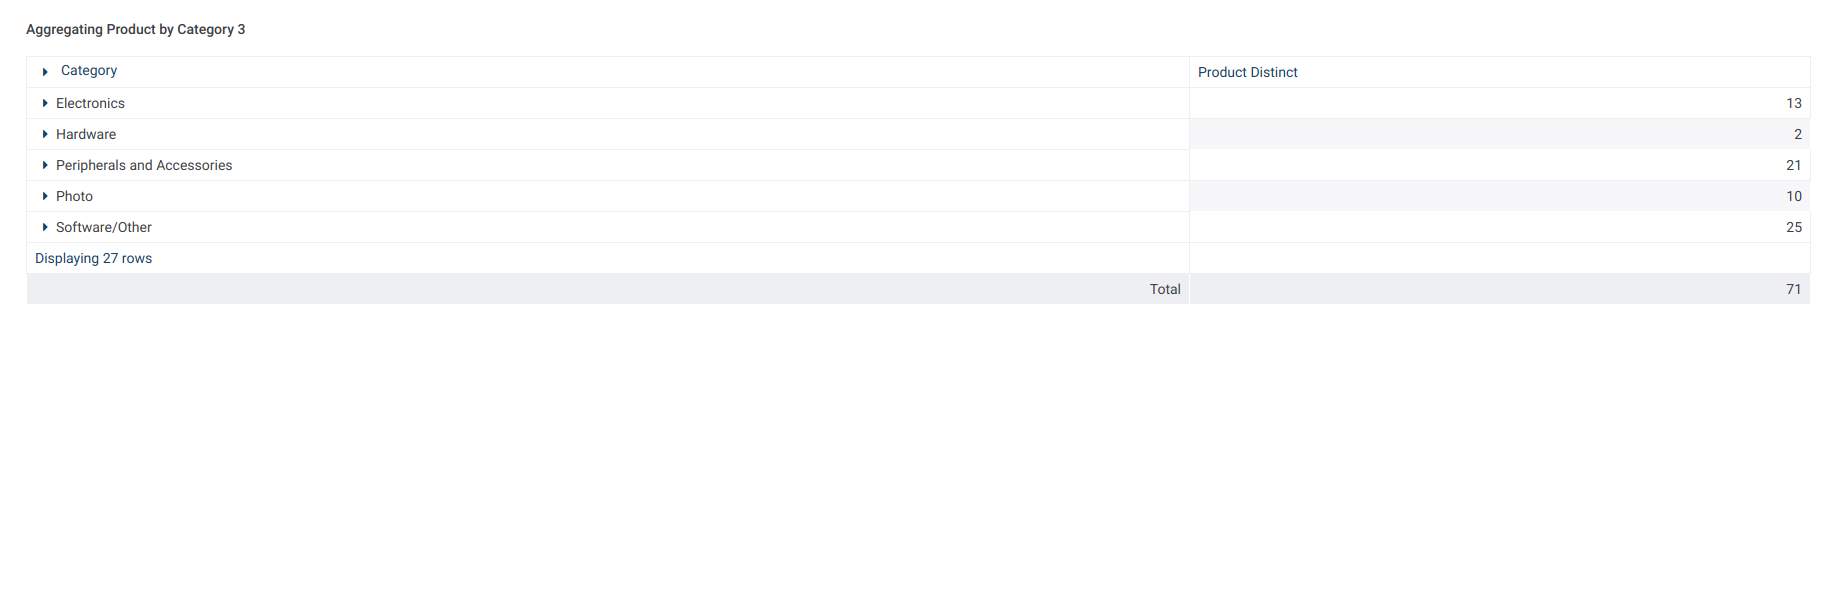 Aggregating Product by Category 3
Category Product Distinct
Electronics 13
Hardware 2
Peripherals and Accessories 21
Photo 10
Software/Other 25
Displaying 27 rows
Total 71